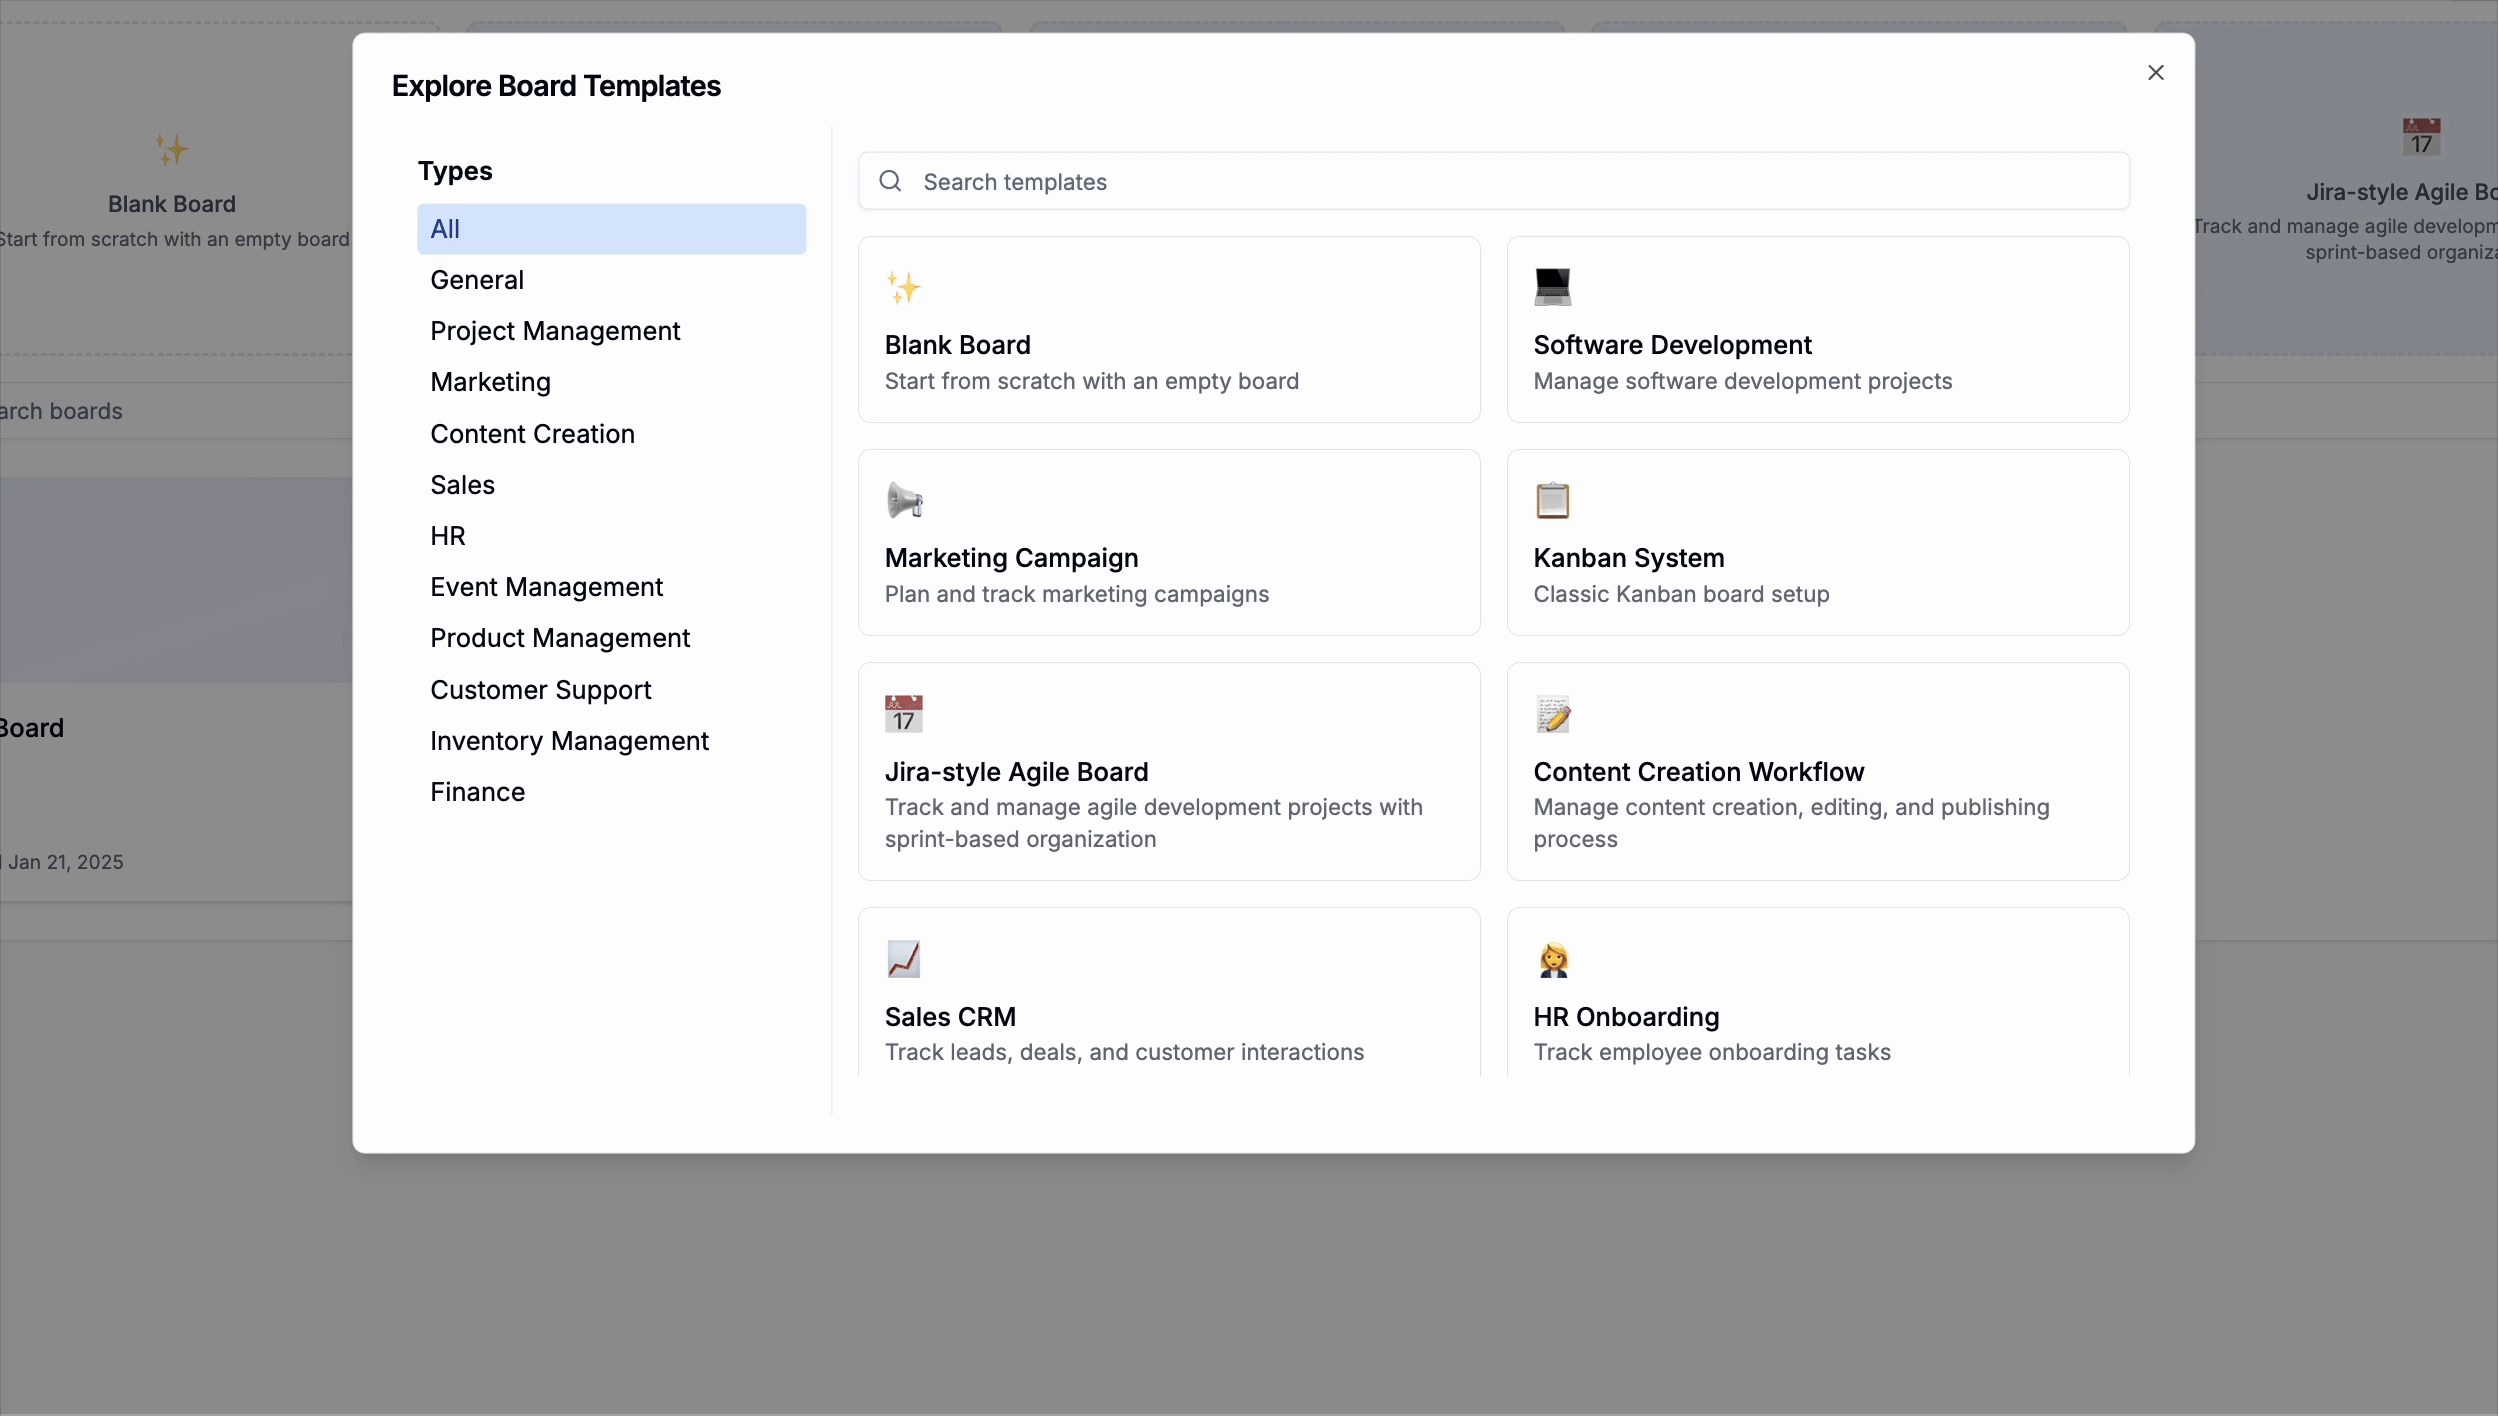 Explore Board Templates
Types
All
General
Project Management
Marketing
Content Creation
Sales
HR
Event Management
Product Management
Customer Support
Inventory Management
Finance
Search templates
Blank Board
Start from scratch with an empty board
Software Development
Manage software development projects
Marketing Campaign
Plan and track marketing campaigns
Kanban System
Classic Kanban board setup
JUL
17
Jira-style Agile Board
Track and manage agile development projects with
sprint-based organization
Content Creation Workflow
Manage content creation, editing, and publishing
process
Sales CRM
Track leads, deals, and customer interactions
HR Onboarding
Track employee onboarding tasks
Blank Board
Start from scratch with an empty board
arch boards
Board
Jan 21, 2025
JUL
17
Jira-style Agile Bo
Track and manage agile developm
sprint-based organiza